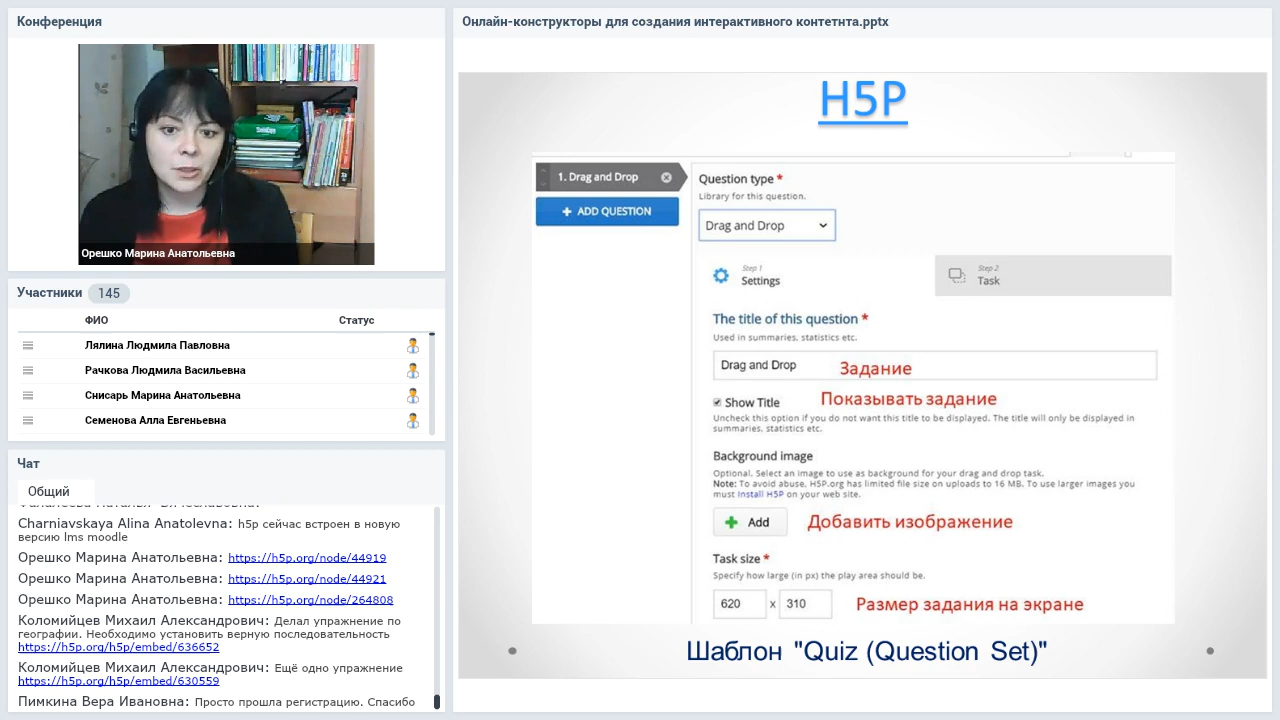 Конференция
Орешко Марина Анатольевна
Участники 145
ФИО Статус
Лялина Людмила Павловна
Рачкова Людмила Васильевна
Снисарь Марина Анатольевна
Семенова Алла Евгеньевна
Чат
Общий
Charniavskaya Alina Anatolevna: h5p сейчас встроен в новую
версию lms moodle
Орешко Марина Анатольевна: https://h5p.org/node/44919
Орешко Марина Анатольевна: https://h5p.org/node/44921
Орешко Марина Анатольевна: https://h5p.org/node/264808
Коломийцев Михаил Александрович: Делал упражнение по
географии. Необходимо установить верную последовательность
https://h5p.org/h5p/embed/636652
Коломийцев Михаил Александрович: Ещё одно упражнение
https://h5p.org/h5p/embed/630559
Пимкина Вера Ивановна: Просто прошла регистрацию. Спасибо
Онлайн-конструкторы для создания интерактивного контетнта.pptx
H5P
1. Drag and Drop
ADD QUESTION
Question type *
Library for this question.
Drag and Drop
Step 1
Settings
Step 2
Task
The title of this question *
Used in summaries, statistics etc.
Drag and Drop Задание
Show Title Показывать задание
Uncheck this option if you do not want this title to be displayed. The title will only be displayed in
summaries, statistics etc.
Background image
Optional. Select an image to use as background for your drag and drop task.
Note: To avoid abuse, H5P.org has limited file size on uploads to 16 MB. To use larger images you
must install H5P on your web site.
Add Добавить изображение
Task size *
Specify how large (in px) the play area should be.
620 x 310 Размер задания на экране
Шаблон "Quiz (Question Set)"